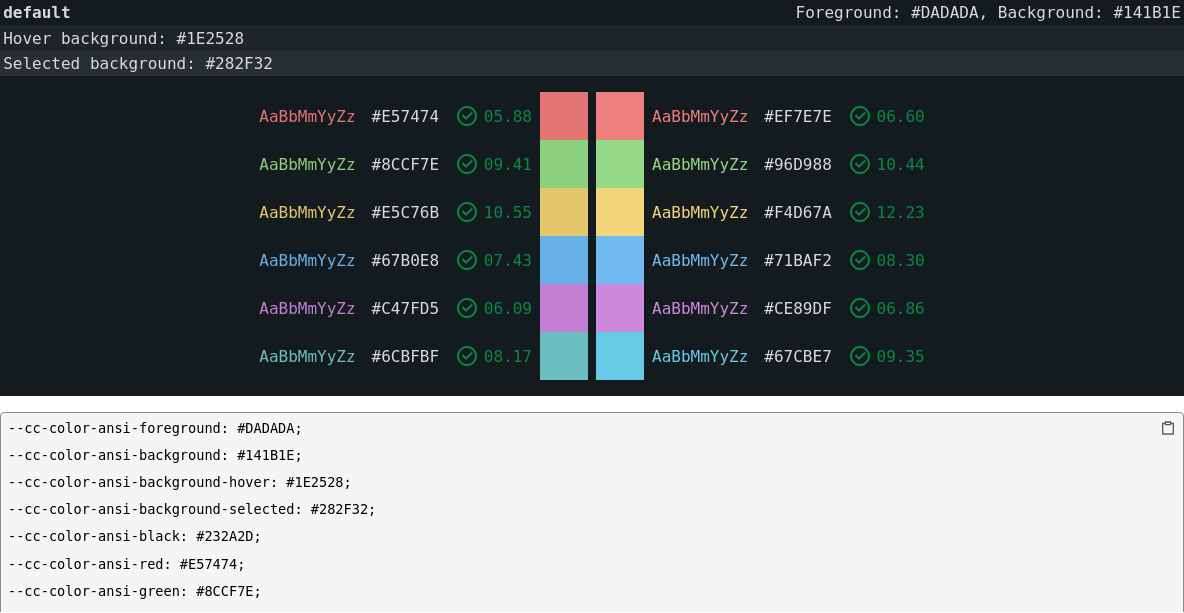 default Foreground: #DADADA, Background: #141B1E
Hover background: #1E2528
Selected background: #282F32
AaBbMmYyZz #E57474 05.88 AaBbMmYyZz #EF7E7E 06.60
AaBbMmYyZz #8CCF7E 09.41 AaBbMmYyZz #96D988 10.44
AaBbMmYyZz #E5C76B 10.55 AaBbMmYyZz #F4D67A 12.23
AaBbMmYyZz #67B0E8 07.43 AaBbMmYyZz #71BAF2 08.30
AaBbMmYyZz #C47FD5 06.09 AaBbMmYyZz #CE89DF 06.86
AaBbMmYyZz #6CBFBF 08.17 AaBbMmYyZz #67CBE7 09.35
--cc-color-ansi-foreground: #DADADA;
--cc-color-ansi-background: #141B1E;
--cc-color-ansi-background-hover: #1E2528;
--cc-color-ansi-background-selected: #282F32;
--cc-color-ansi-black: #232A2D;
--cc-color-ansi-red: #E57474;
--cc-color-ansi-green: #8CCF7E;